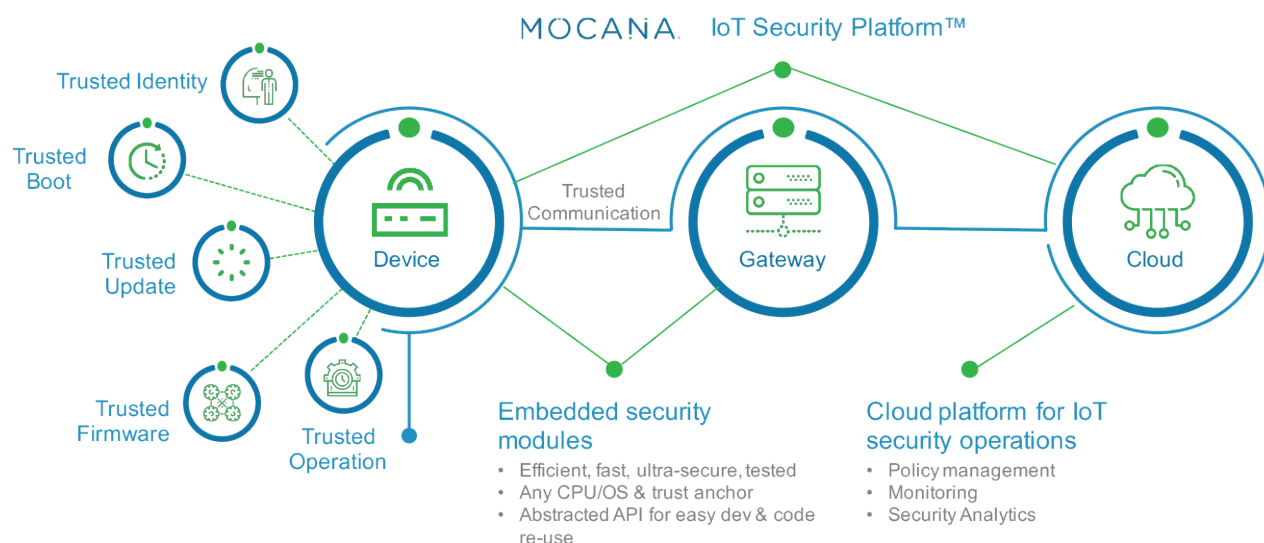 MOCANA. IoT Security Platform™
Trusted Identity
Trusted
Boot
Trusted
Update
Trusted
Firmware
Trusted
Operation
Device
Trusted
Communication
Gateway
Cloud
Embedded security
modules
• Efficient, fast, ultra-secure, tested
• Any CPU/OS & trust anchor
• Abstracted API for easy dev & code
re-use
Cloud platform for IoT
security operations
• Policy management
• Monitoring
• Security Analytics